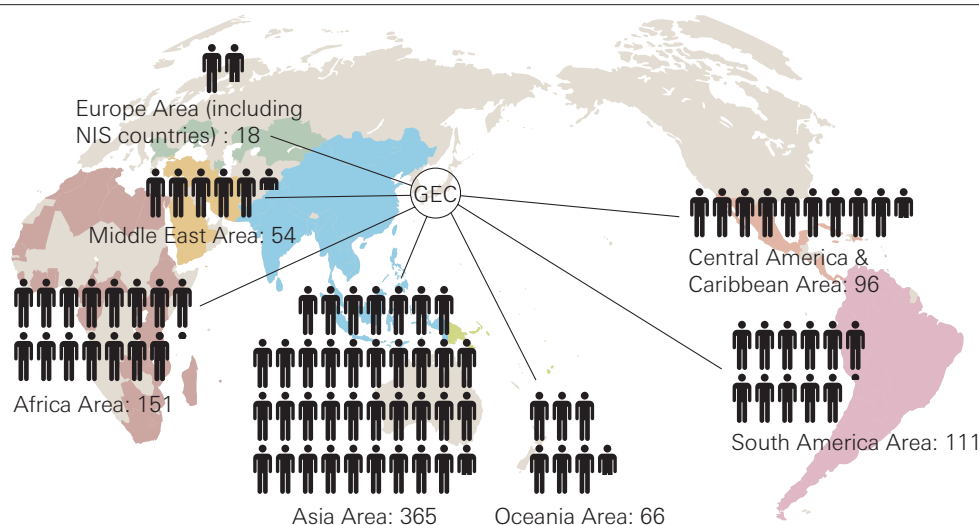 Europe Area (including
NIS countries) : 18
GEC
Middle East Area: 54
Central America &
Caribbean Area: 96
Africa Area: 151
South America Area: 111
Asia Area: 365
Oceania Area: 66